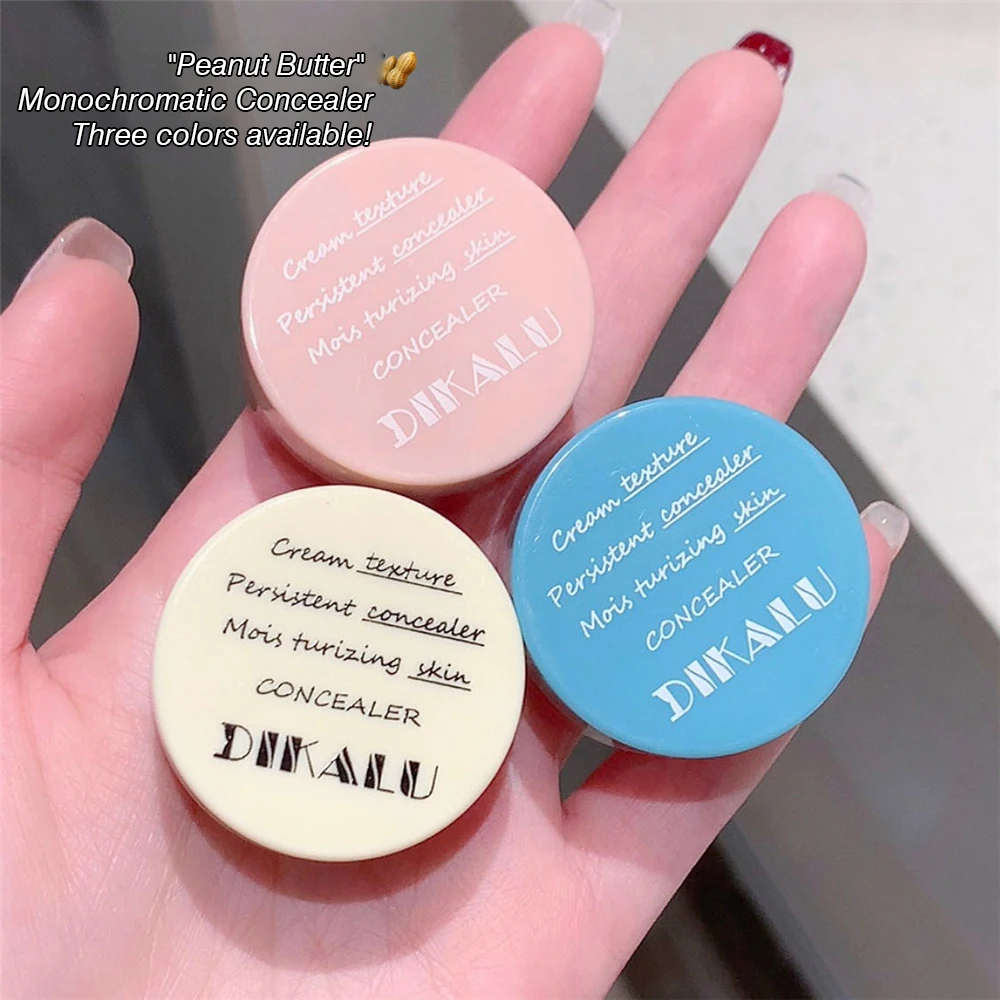 "Peanut Butter" 🥜
Monochromatic Concealer
Three colors available!
Cream texture
Persistent concealer
Mois turizing skin
CONCEALER
DIKALU
Cream texture
Persistent concealer
Mois turizing skin
CONCEALER
DIKALU
Cream texture
Persistent concealer
Mois turizing skin
CONCEALER
DIKALU